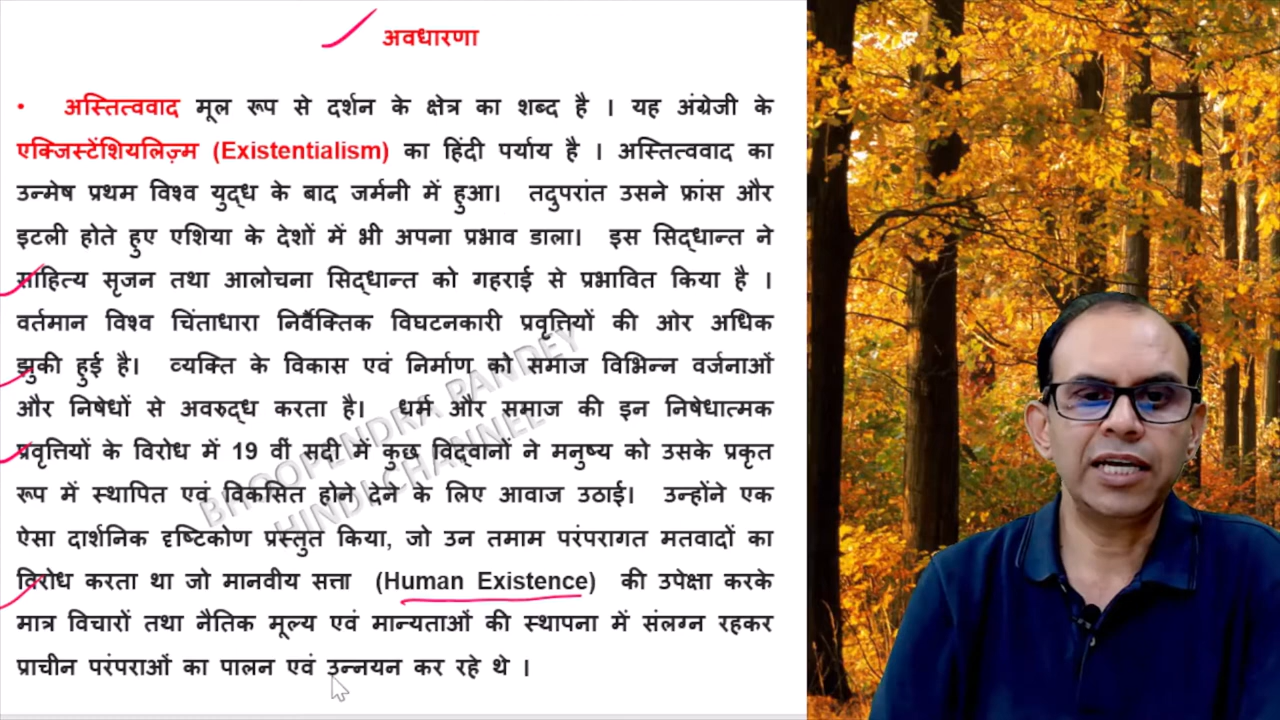 अवधारणा
• अस्तित्ववाद मूल रूप से दर्शन के क्षेत्र का शब्द है । यह अंग्रेजी के
एक्जिस्टेंशियलिज़्म (Existentialism) का हिंदी पर्याय है । अस्तित्ववाद का
उन्मेष प्रथम विश्व युद्ध के बाद जर्मनी में हुआ। तदुपरांत उसने फ्रांस और
इटली होते हुए एशिया के देशों में भी अपना प्रभाव डाला। इस सिद्धान्त ने
साहित्य सृजन तथा आलोचना सिद्धान्त को गहराई से प्रभावित किया है ।
वर्तमान विश्व चिंताधारा निर्वैक्तिक विघटनकारी प्रवृत्तियों की ओर अधिक
झुकी हुई है। व्यक्ति के विकास एवं निर्माण को समाज विभिन्न वर्जनाओं
और निषेधों से अवरुद्ध करता है। धर्म और समाज की इन निषेधात्मक
प्रवृत्तियों के विरोध में 19 वीं सदी में कुछ विद्वानों ने मनुष्य को उसके प्रकृत
रूप में स्थापित एवं विकसित होने देने के लिए आवाज उठाई। उन्होंने एक
ऐसा दार्शनिक दृष्टिकोण प्रस्तुत किया, जो उन तमाम परंपरागत मतवादों का
विरोध करता था जो मानवीय सत्ता (Human Existence) की उपेक्षा करके
मात्र विचारों तथा नैतिक मूल्य एवं मान्यताओं की स्थापना में संलग्न रहकर
प्राचीन परंपराओं का पालन एवं उन्नयन कर रहे थे ।
BHOOPENDRA PANDEY
HINDI CHANNEL